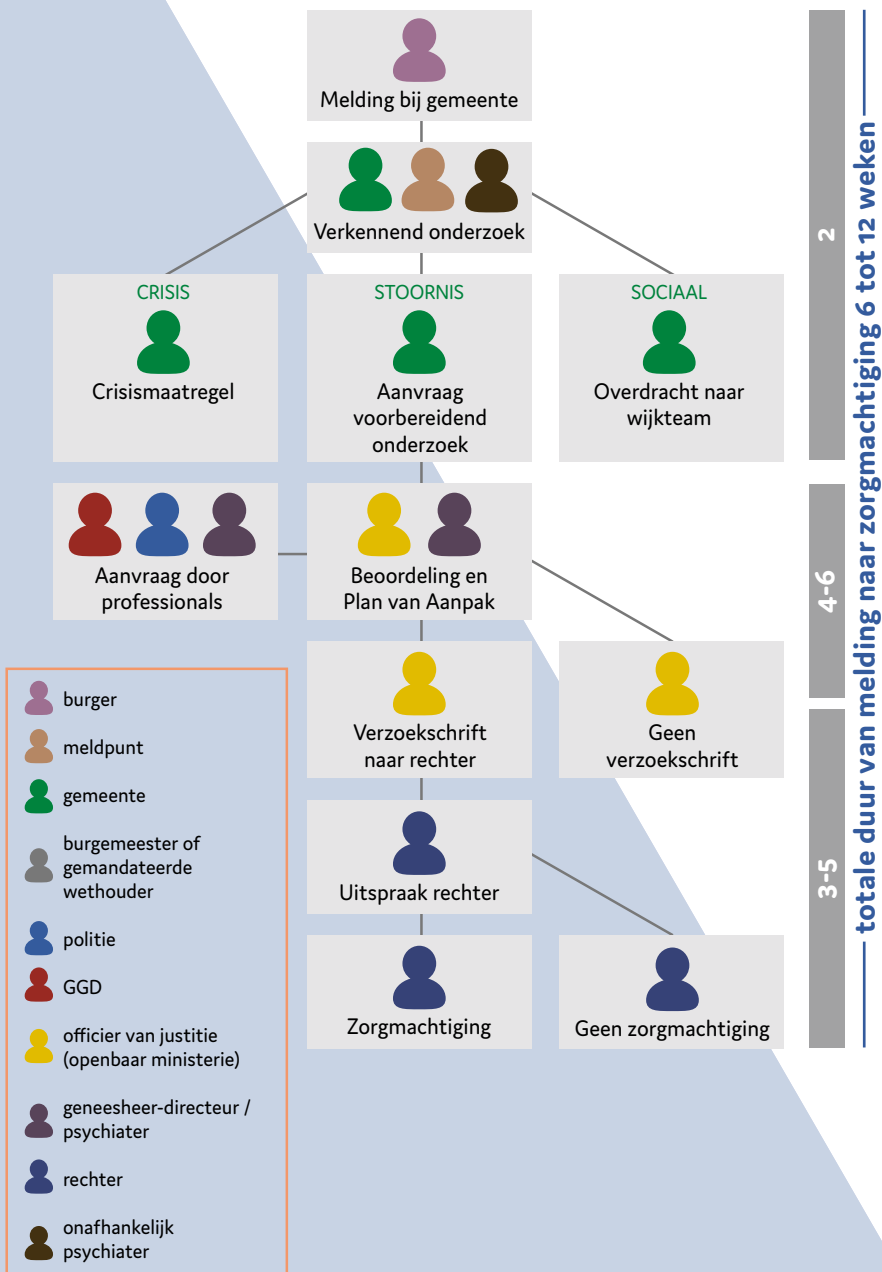 Melding bij gemeente
Verkennend onderzoek
CRISIS
Crisismaatregel
STOORNIS
Aanvraag
voorbereidend
onderzoek
SOCIAAL
Overdracht naar
wijkteam
Aanvraag door
professionals
Beoordeling en
Plan van Aanpak
Verzoekschrift
naar rechter
Geen
verzoekschrift
Uitspraak rechter
Zorgmachtiging
Geen zorgmachtiging
burger
meldpunt
gemeente
burgemeester of
gemandateerde
wethouder
politie
GGD
officier van justitie
(openbaar ministerie)
geneesheer-directeur /
psychiater
rechter
onafhankelijk
psychiater
2
4-6
3-5
totale duur van melding naar zorgmachtiging 6 tot 12 weken